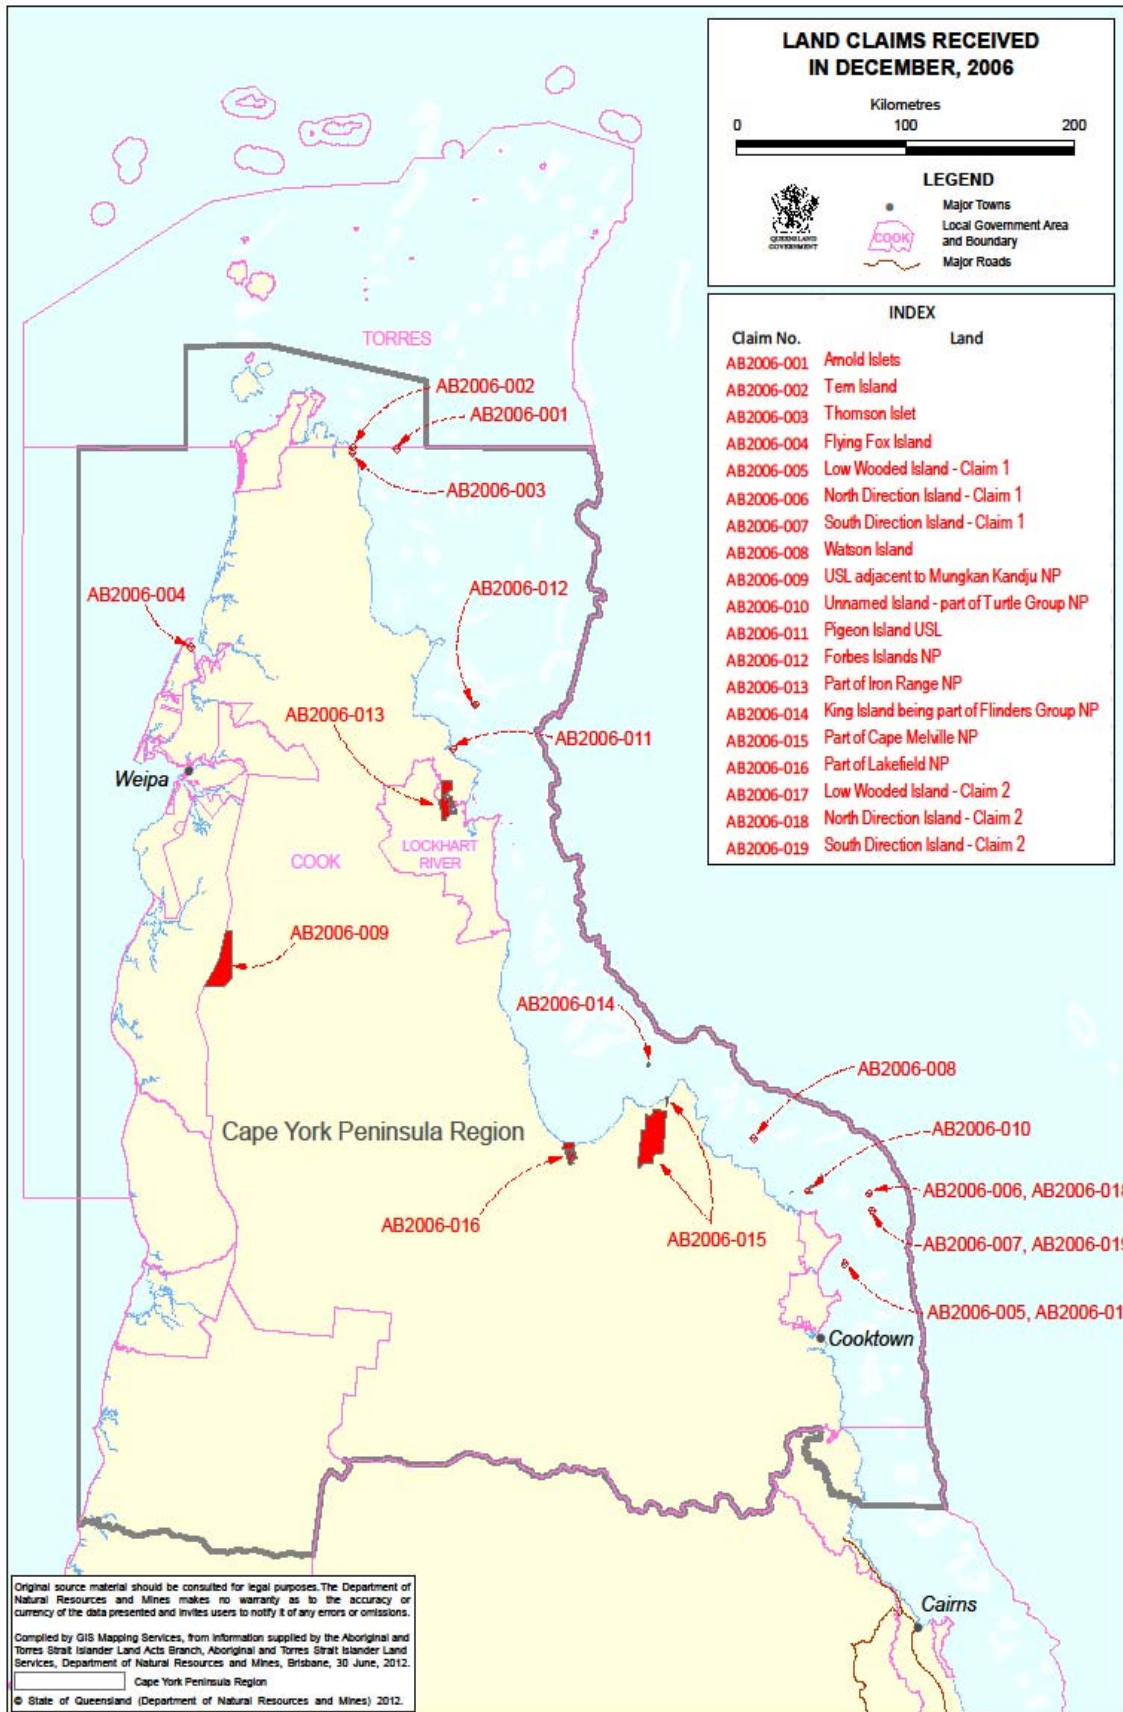 LAND CLAIMS RECEIVED
IN DECEMBER, 2006
Kilometres
0 100 200
LEGEND
Major Towns
QUEENSLAND
GOVERNMENT
COOK
Local Government Area
and Boundary
Major Roads
INDEX
Claim No. Land
AB2006-001 Arnold Islets
AB2006-002 Tern Island
AB2006-003 Thomson Islet
AB2006-004 Flying Fox Island
AB2006-005 Low Wooded Island - Claim 1
AB2006-006 North Direction Island - Claim 1
AB2006-007 South Direction Island - Claim 1
AB2006-008 Watson Island
AB2006-009 USL adjacent to Mungkan Kandju NP
AB2006-010 Unnamed Island - part of Turtle Group NP
AB2006-011 Pigeon Island USL
AB2006-012 Forbes Islands NP
AB2006-013 Part of Iron Range NP
AB2006-014 King Island being part of Flinders Group NP
AB2006-015 Part of Cape Melville NP
AB2006-016 Part of Lakefield NP
AB2006-017 Low Wooded Island - Claim 2
AB2006-018 North Direction Island - Claim 2
AB2006-019 South Direction Island - Claim 2
TORRES
AB2006-002
AB2006-001
AB2006-003
AB2006-012
AB2006-004
AB2006-013
AB2006-011
Weipa
LOCKHART
RIVER
COOK
AB2006-009
AB2006-014
AB2006-008
Cape York Peninsula Region
AB2006-010
AB2006-006, AB2006-018
AB2006-016
AB2006-015
AB2006-007, AB2006-019
AB2006-005, AB2006-01
Cooktown
Cairns
Original source material should be consulted for legal purposes. The Department of
Natural Resources and Mines makes no warranty as to the accuracy or
currency of the data presented and invites users to notify it of any errors or omissions.
Compiled by GIS Mapping Services, from information supplied by the Aboriginal and
Torres Strait Islander Land Acts Branch, Aboriginal and Torres Strait Islander Land
Services, Department of Natural Resources and Mines, Brisbane, 30 June, 2012.
Cape York Peninsula Region
© State of Queensland (Department of Natural Resources and Mines) 2012.